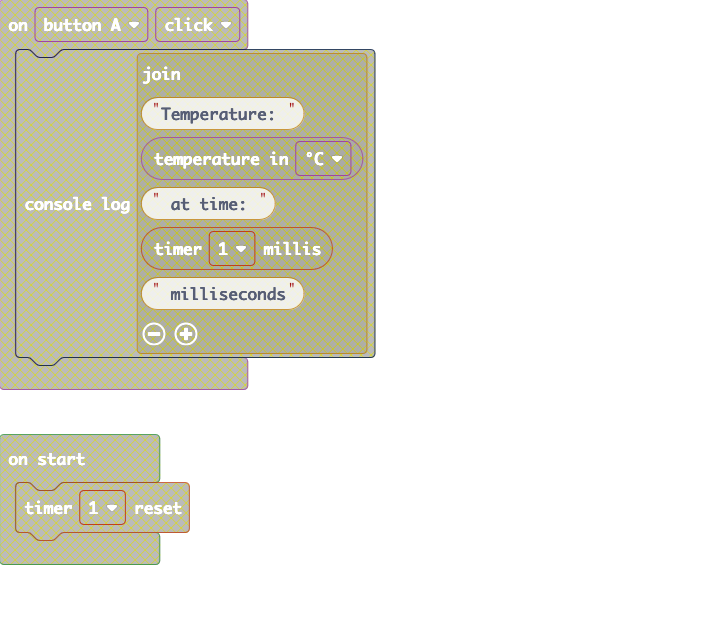 on button A click
join
"Temperature: "
temperature in °C
console log
" at time: "
timer 1 millis
" milliseconds"
on start
timer 1 reset